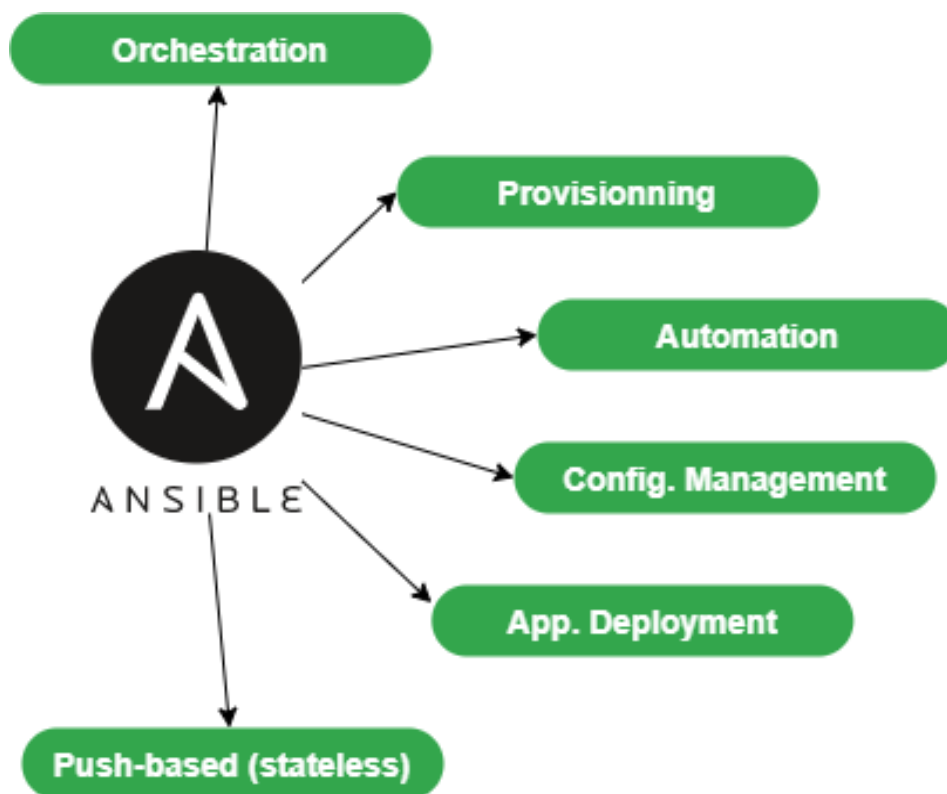 Orchestration
Provisionning
Automation
Config. Management
ANSIBLE
App. Deployment
Push-based (stateless)